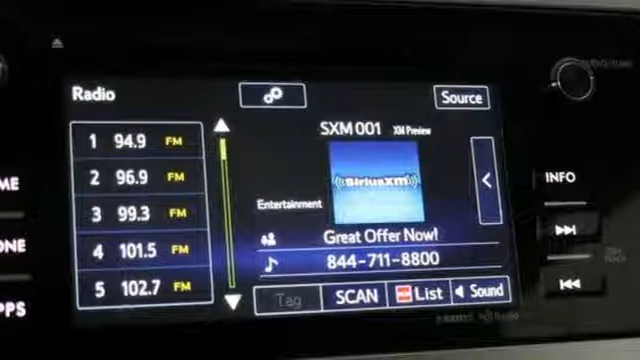 Radio
Source
SXM 001 XM Preview
1 94.9 FM
2 96.9 FM
3 99.3 FM
4 101.5 FM
5 102.7 FM
((SiriusXM))
Entertainment
Great Offer Now!
844-711-8800
Tag
SCAN
List
Sound
INFO
ME
ONE
PPS